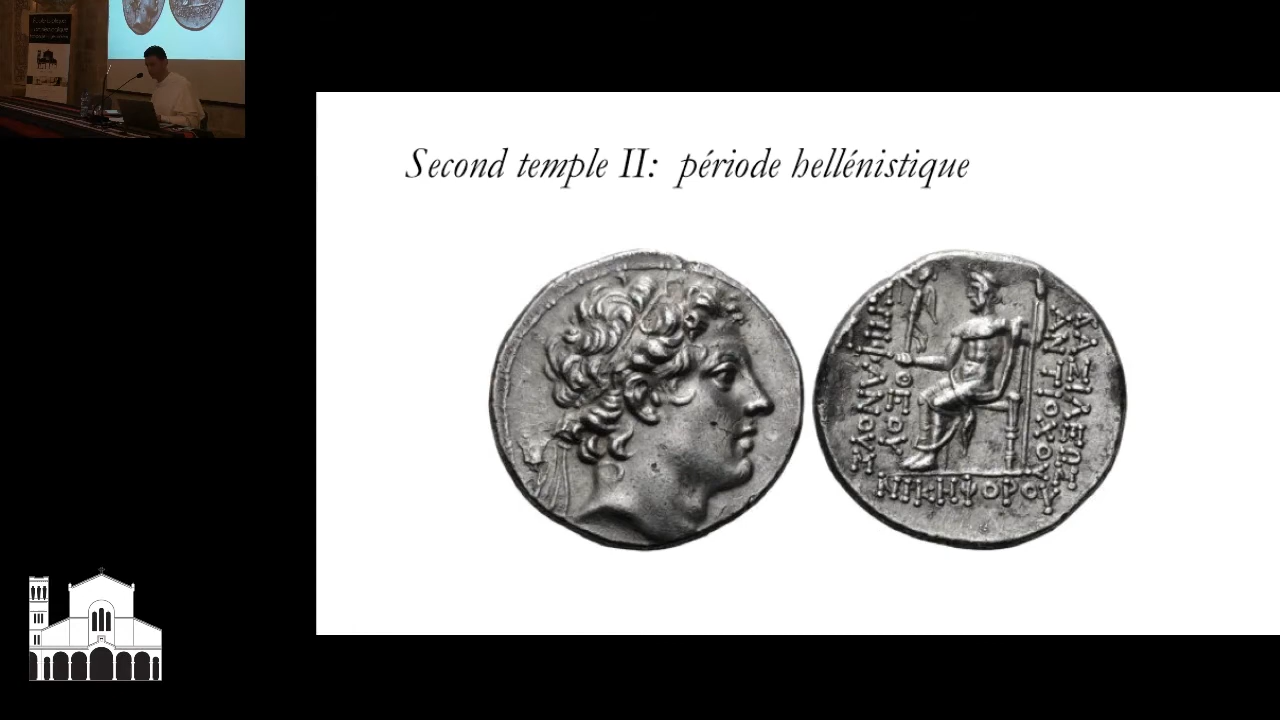 Second temple II: période hellénistique
ΒΑΣΙΛΕΩΣ
ΑΝΤΙΟΧΟΥ
ΘΕΟΥ
ΕΠΙΦΑΝΟΥΣ
ΝΙΚΗΦΟΡΟΥ